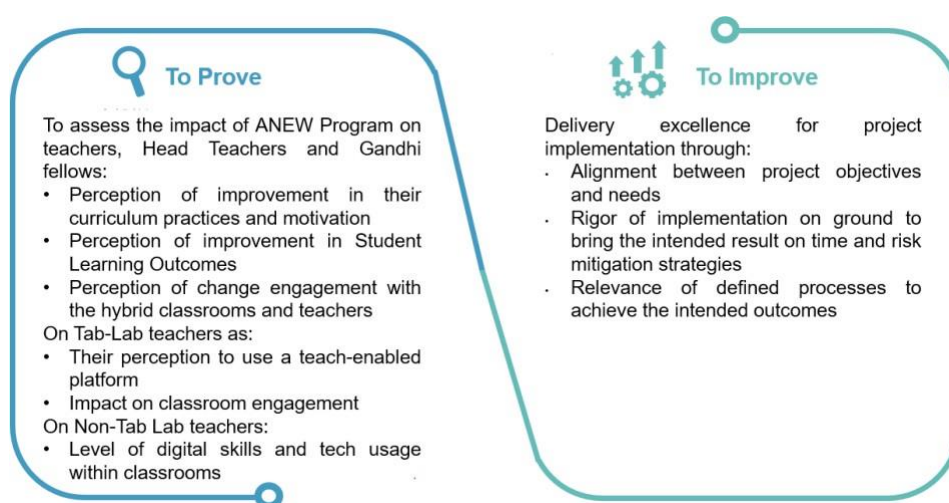 To Prove
To assess the impact of ANEW Program on
teachers, Head Teachers and Gandhi
fellows:
• Perception of improvement in their
curriculum practices and motivation
• Perception of improvement in Student
Learning Outcomes
• Perception of change engagement with
the hybrid classrooms and teachers
On Tab-Lab teachers as:
• Their perception to use a teach-enabled
platform
• Impact on classroom engagement
On Non-Tab Lab teachers:
• Level of digital skills and tech usage
within classrooms
To Improve
Delivery excellence for project
implementation through:
· Alignment between project objectives
and needs
· Rigor of implementation on ground to
bring the intended result on time and risk
mitigation strategies
· Relevance of defined processes to
achieve the intended outcomes